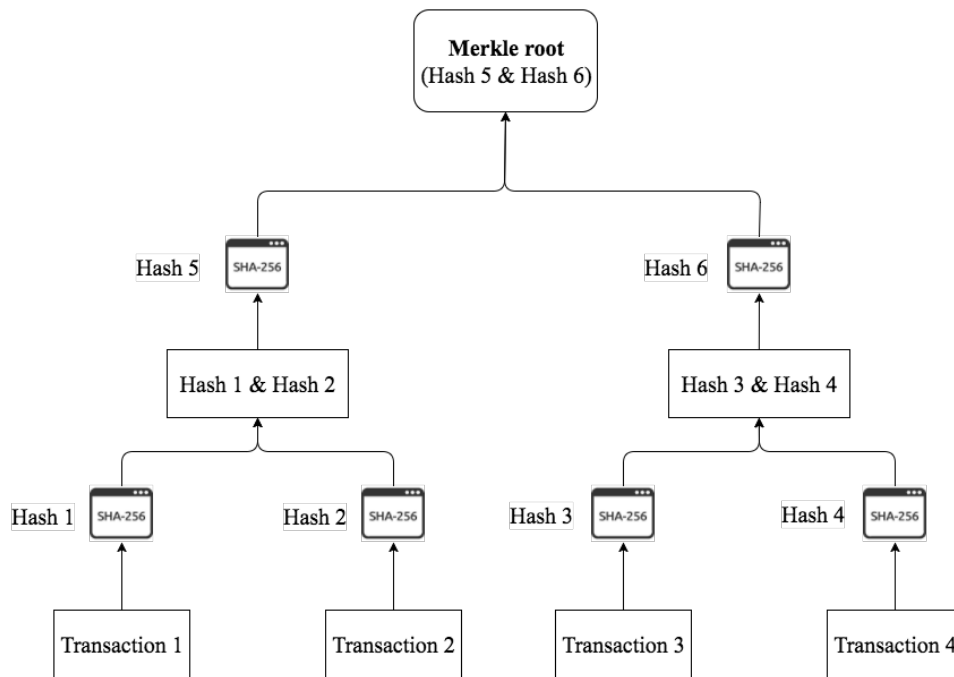 Merkle root
(Hash 5 & Hash 6)
Hash 5
SHA-256
Hash 6
SHA-256
Hash 1 & Hash 2
Hash 3 & Hash 4
Hash 1
SHA-256
Hash 2
SHA-256
Hash 3
SHA-256
Hash 4
SHA-256
Transaction 1
Transaction 2
Transaction 3
Transaction 4